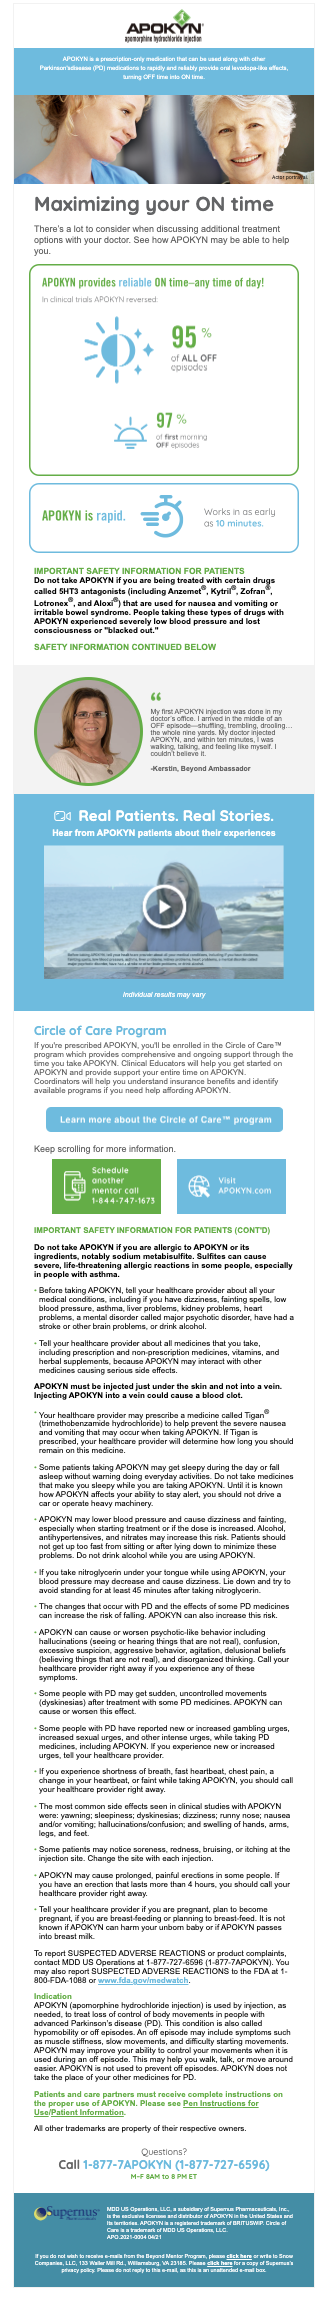 APOKYN
apomorphine hydrochloride injection
APOKYN is a prescription-only medication that can be used along with other
Parkinson'sdisease (PD) medications to rapidly and reliably provide oral levodopa-like effects,
turning OFF time into ON time.
Actor portrayal.
Maximizing your ON time
There's a lot to consider when discussing additional treatment
options with your doctor. See how APOKYN may be able to help
you.
APOKYN provides reliable ON time–any time of day!
In clinical trials APOKYN reversed:
95 %
of ALL OFF
episodes
97 %
of first morning
OFF episodes
APOKYN is rapid.
Works in as early
as 10 minutes.
IMPORTANT SAFETY INFORMATION FOR PATIENTS
Do not take APOKYN if you are being treated with certain drugs
called 5HT3 antagonists (including Anzemet®, Kytril®, Zofran®,
Lotronex®, and Aloxi®) that are used for nausea and vomiting or
irritable bowel syndrome. People taking these types of drugs with
APOKYN experienced severely low blood pressure and lost
consciousness or "blacked out."
SAFETY INFORMATION CONTINUED BELOW
“
My first APOKYN injection was done in my
doctor's office. I arrived in the middle of an
OFF episode—shuffling, trembling, drooling…
the whole nine yards. My doctor injected
APOKYN, and within ten minutes, I was
walking, talking, and feeling like myself. I
couldn't believe it.
-Kerstin, Beyond Ambassador
Real Patients. Real Stories.
Hear from APOKYN patients about their experiences
Individual results may vary
Circle of Care Program
If you're prescribed APOKYN, you'll be enrolled in the Circle of Care™
program which provides comprehensive and ongoing support through the
time you take APOKYN. Clinical Educators will help you get started on
APOKYN and provide support your entire time on APOKYN.
Coordinators will help you understand insurance benefits and identify
available programs if you need help affording APOKYN.
Learn more about the Circle of Care™ program
Keep scrolling for more information.
Schedule
another
mentor call
1-844-747-1673
Visit
APOKYN.com
IMPORTANT SAFETY INFORMATION FOR PATIENTS (CONT'D)
Do not take APOKYN if you are allergic to APOKYN or its
ingredients, notably sodium metabisulfite. Sulfites can cause
severe, life-threatening allergic reactions in some people, especially
in people with asthma.
• Before taking APOKYN, tell your healthcare provider about all your
medical conditions, including if you have dizziness, fainting spells, low
blood pressure, asthma, liver problems, kidney problems, heart
problems, a mental disorder called major psychotic disorder, have had a
stroke or other brain problems, or drink alcohol.
• Tell your healthcare provider about all medicines that you take,
including prescription and non-prescription medicines, vitamins, and
herbal supplements, because APOKYN may interact with other
medicines causing serious side effects.
APOKYN must be injected just under the skin and not into a vein.
Injecting APOKYN into a vein could cause a blood clot.
• Your healthcare provider may prescribe a medicine called Tigan®
(trimethobenzamide hydrochloride) to help prevent the severe nausea
and vomiting that may occur when taking APOKYN. If Tigan is
prescribed, your healthcare provider will determine how long you should
remain on this medicine.
• Some patients taking APOKYN may get sleepy during the day or fall
asleep without warning doing everyday activities. Do not take medicines
that make you sleepy while you are taking APOKYN. Until it is known
how APOKYN affects your ability to stay alert, you should not drive a
car or operate heavy machinery.
• APOKYN may lower blood pressure and cause dizziness and fainting,
especially when starting treatment or if the dose is increased. Alcohol,
antihypertensives, and nitrates may increase this risk. Patients should
not get up too fast from sitting or after lying down to minimize these
problems. Do not drink alcohol while you are using APOKYN.
• If you take nitroglycerin under your tongue while using APOKYN, your
blood pressure may decrease and cause dizziness. Lie down and try to
avoid standing for at least 45 minutes after taking nitroglycerin.
• The changes that occur with PD and the effects of some PD medicines
can increase the risk of falling. APOKYN can also increase this risk.
• APOKYN can cause or worsen psychotic-like behavior including
hallucinations (seeing or hearing things that are not real), confusion,
excessive suspicion, aggressive behavior, agitation, delusional beliefs
(believing things that are not real), and disorganized thinking. Call your
healthcare provider right away if you experience any of these
symptoms.
• Some people with PD may get sudden, uncontrolled movements
(dyskinesias) after treatment with some PD medicines. APOKYN can
cause or worsen this effect.
• Some people with PD have reported new or increased gambling urges,
increased sexual urges, and other intense urges, while taking PD
medicines, including APOKYN. If you experience new or increased
urges, tell your healthcare provider.
• If you experience shortness of breath, fast heartbeat, chest pain, a
change in your heartbeat, or faint while taking APOKYN, you should call
your healthcare provider right away.
• The most common side effects seen in clinical studies with APOKYN
were: yawning; sleepiness; dyskinesias; dizziness; runny nose; nausea
and/or vomiting; hallucinations/confusion; and swelling of hands, arms,
legs, and feet.
• Some patients may notice soreness, redness, bruising, or itching at the
injection site. Change the site with each injection.
• APOKYN may cause prolonged, painful erections in some people. If
you have an erection that lasts more than 4 hours, you should call your
healthcare provider right away.
• Tell your healthcare provider if you are pregnant, plan to become
pregnant, if you are breast-feeding or planning to breast-feed. It is not
known if APOKYN can harm your unborn baby or if APOKYN passes
into breast milk.
To report SUSPECTED ADVERSE REACTIONS or product complaints,
contact MDD US Operations at 1-877-727-6596 (1-877-7APOKYN). You
may also report SUSPECTED ADVERSE REACTIONS to the FDA at 1-
800-FDA-1088 or www.fda.gov/medwatch.
Indication
APOKYN (apomorphine hydrochloride injection) is used by injection, as
needed, to treat loss of control of body movements in people with
advanced Parkinson's disease (PD). This condition is also called
hypomobility or off episodes. An off episode may include symptoms such
as muscle stiffness, slow movements, and difficulty starting movements.
APOKYN may improve your ability to control your movements when it is
used during an off episode. This may help you walk, talk, or move around
easier. APOKYN is not used to prevent off episodes. APOKYN does not
take the place of your other medicines for PD.
Patients and care partners must receive complete instructions on
the proper use of APOKYN. Please see Pen Instructions for
Use/Patient Information.
All other trademarks are property of their respective owners.
Questions?
Call 1-877-7APOKYN (1-877-727-6596)
M-F 8AM to 8 PM ET
Supernus
MDD US Operations, LLC, a subsidiary of Supernus Pharmaceuticals, Inc.,
is the exclusive licensee and distributor of APOKYN in the United States and
its territories. APOKYN is a registered trademark of BRITUSWIP. Circle of
Care is a trademark of MDD US Operations, LLC.
APO.2021-0004 04/21
If you do not wish to receive e-mails from the Beyond Mentor Program, please click here or write to Snow
Companies, LLC, 133 Waller Mill Rd., Williamsburg, VA 23185. Please click here for a copy of Supernus's
privacy policy. Please do not reply to this e-mail, as this is an unattended e-mail box.